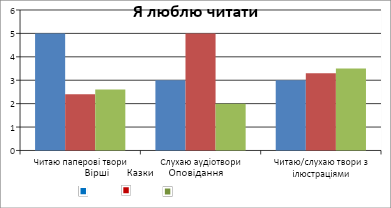 Я люблю читати
6
5
4
3
2
1
0
Читаю паперові твори
Слухаю аудіотвори
Читаю/слухаю твори з
ілюстраціями
Вірші Казки Оповідання